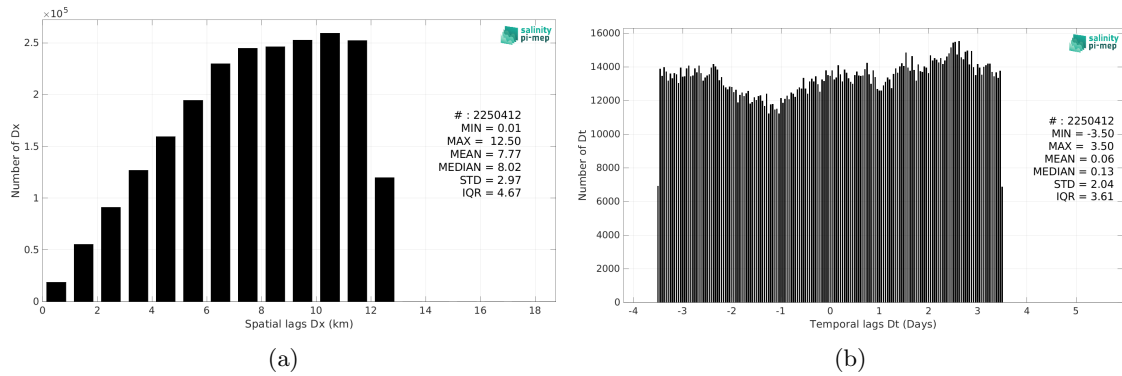 ×10^5
2.5
2
1.5
1
0.5
0
Number of Dx
0 2 4 6 8 10 12 14 16 18
Spatial lags Dx (km)
salinity
pi-mep
# : 2250412
MIN = 0.01
MAX = 12.50
MEAN = 7.77
MEDIAN = 8.02
STD = 2.97
IQR = 4.67
(a)
16000
14000
12000
10000
8000
6000
4000
2000
0
Number of Dt
-4 -3 -2 -1 0 1 2 3 4 5
Temporal lags Dt (Days)
salinity
pi-mep
# : 2250412
MIN = -3.50
MAX = 3.50
MEAN = 0.06
MEDIAN = 0.13
STD = 2.04
IQR = 3.61
(b)